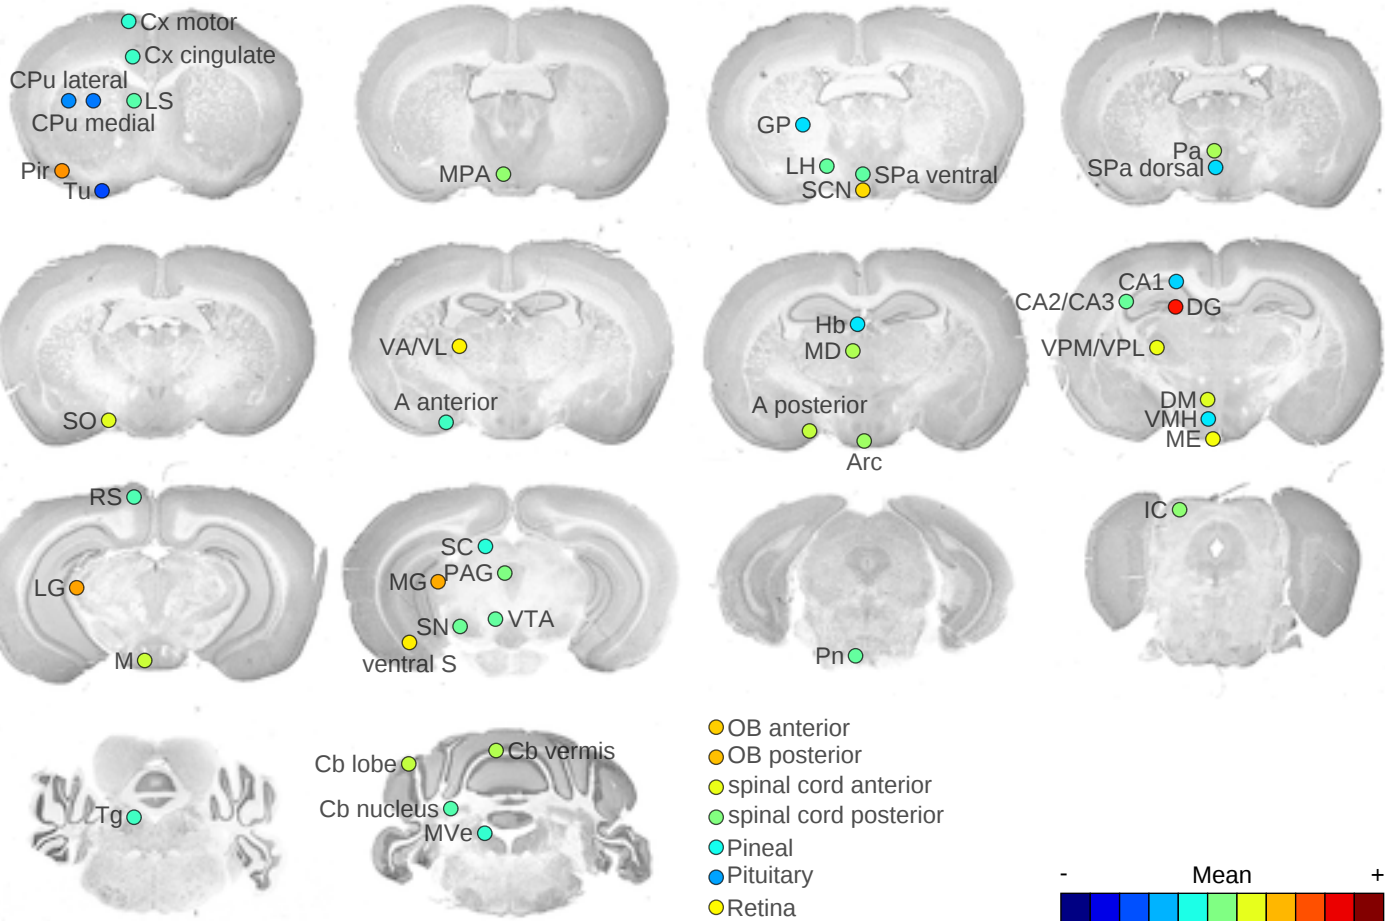 Cx motor
Cx cingulate
CPu lateral
LS
CPu medial
Pir
Tu
MPA
GP
LH
SPa ventral
SCN
Pa
SPa dorsal
SO
VA/VL
A anterior
Hb
MD
A posterior
Arc
CA1
CA2/CA3
DG
VPM/VPL
DM
VMH
ME
RS
LG
M
SC
PAG
MG
VTA
SN
ventral S
Pn
IC
Tg
Cb vermis
Cb lobe
Cb nucleus
MVe
OB anterior
OB posterior
spinal cord anterior
spinal cord posterior
Pineal
Pituitary
Retina
- Mean +